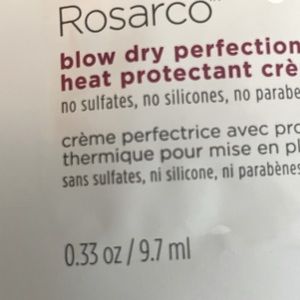 Rosarco™
blow dry perfection
heat protectant crè
no sulfates, no silicones, no parabe
crème perfectrice avec pro
thermique pour mise en pl
sans sulfates, ni silicone, ni parabènes
0.33 oz / 9.7 ml